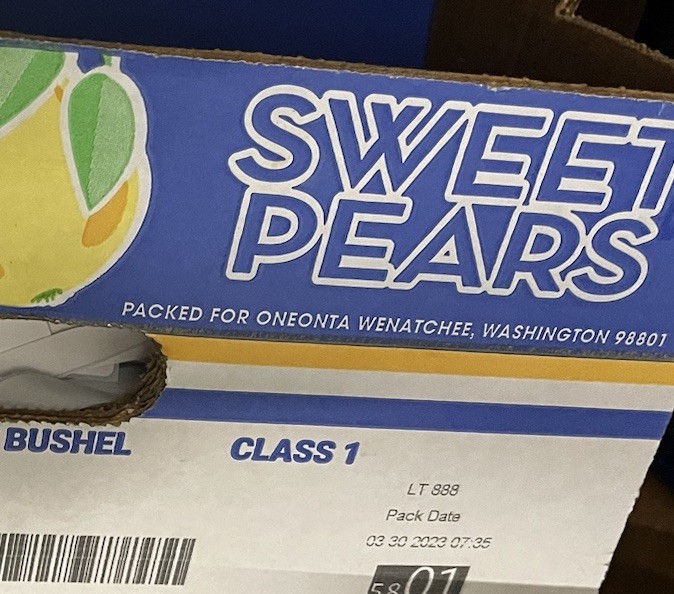 SWEET
PEARS
PACKED FOR ONEONTA WENATCHEE, WASHINGTON 98801
BUSHEL CLASS 1
LT 888
Pack Date
03 30 2023 07:35
5801